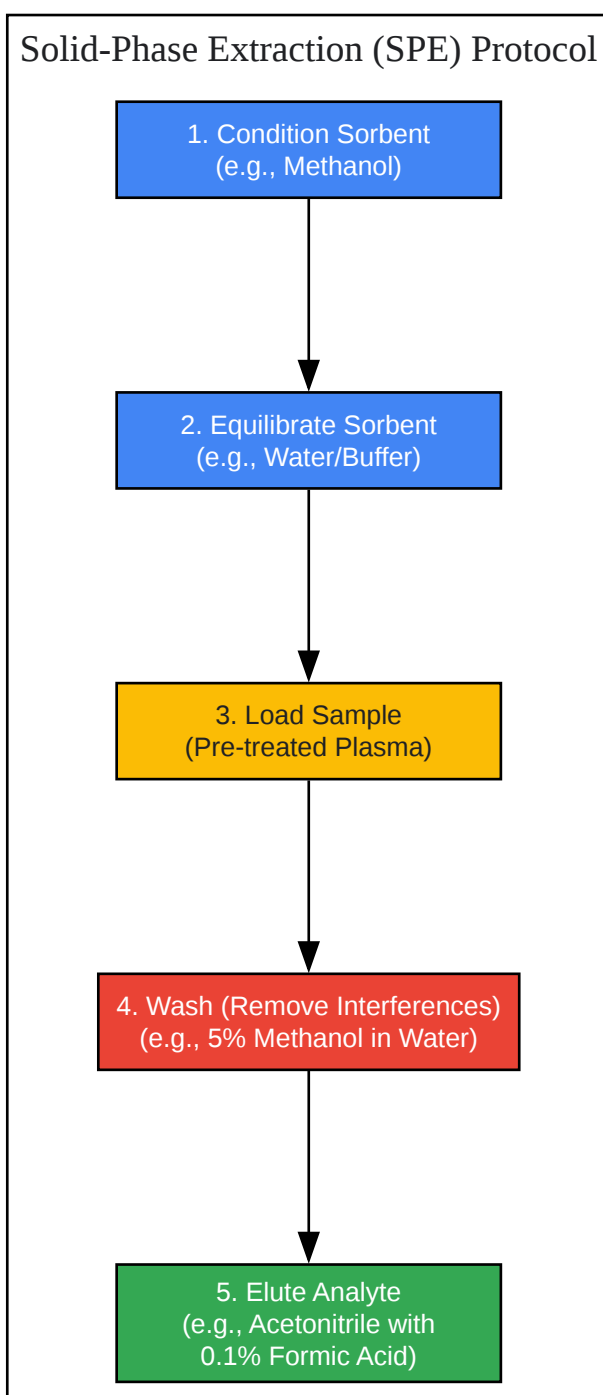 Solid-Phase Extraction (SPE) Protocol
1. Condition Sorbent
(e.g., Methanol)
2. Equilibrate Sorbent
(e.g., Water/Buffer)
3. Load Sample
(Pre-treated Plasma)
4. Wash (Remove Interferences)
(e.g., 5% Methanol in Water)
5. Elute Analyte
(e.g., Acetonitrile with
0.1% Formic Acid)